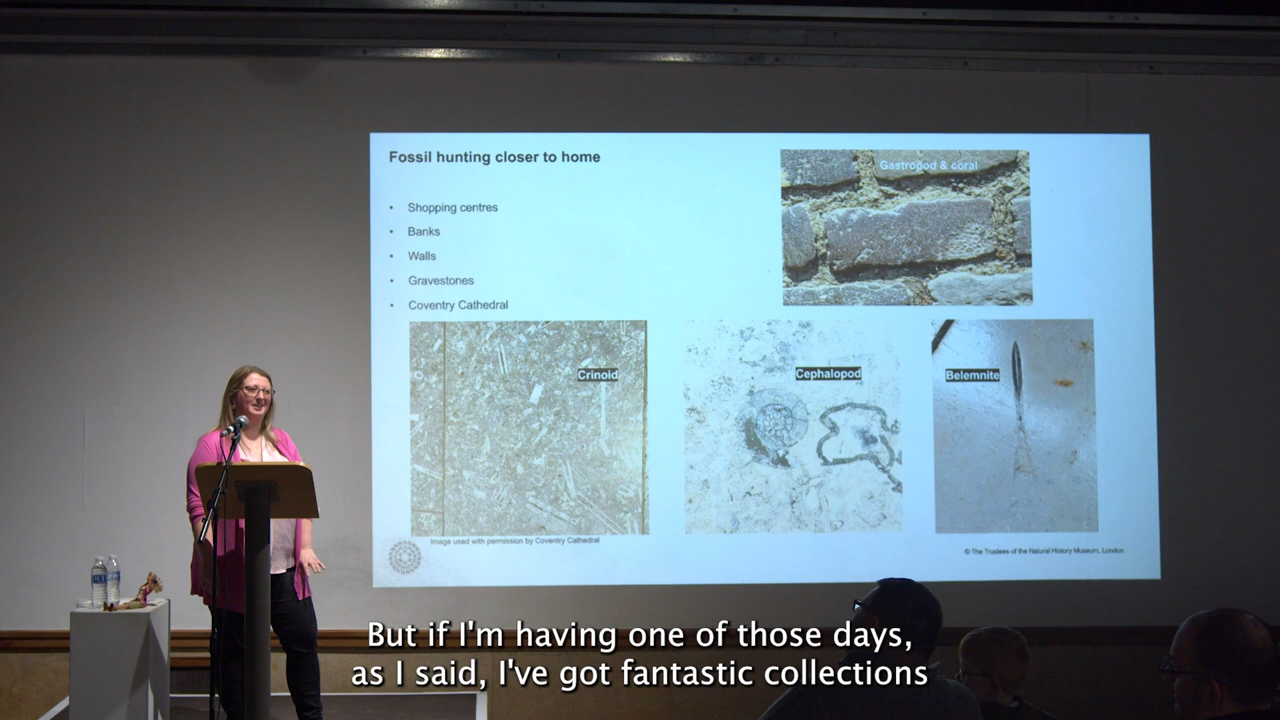 Fossil hunting closer to home
• Shopping centres
• Banks
• Walls
• Gravestones
• Coventry Cathedral
Gastropod & coral
Crinoid
Cephalopod
Belemnite
Image used with permission by Coventry Cathedral
© The Trustees of the Natural History Museum, London
But if I'm having one of those days,
as I said, I've got fantastic collections